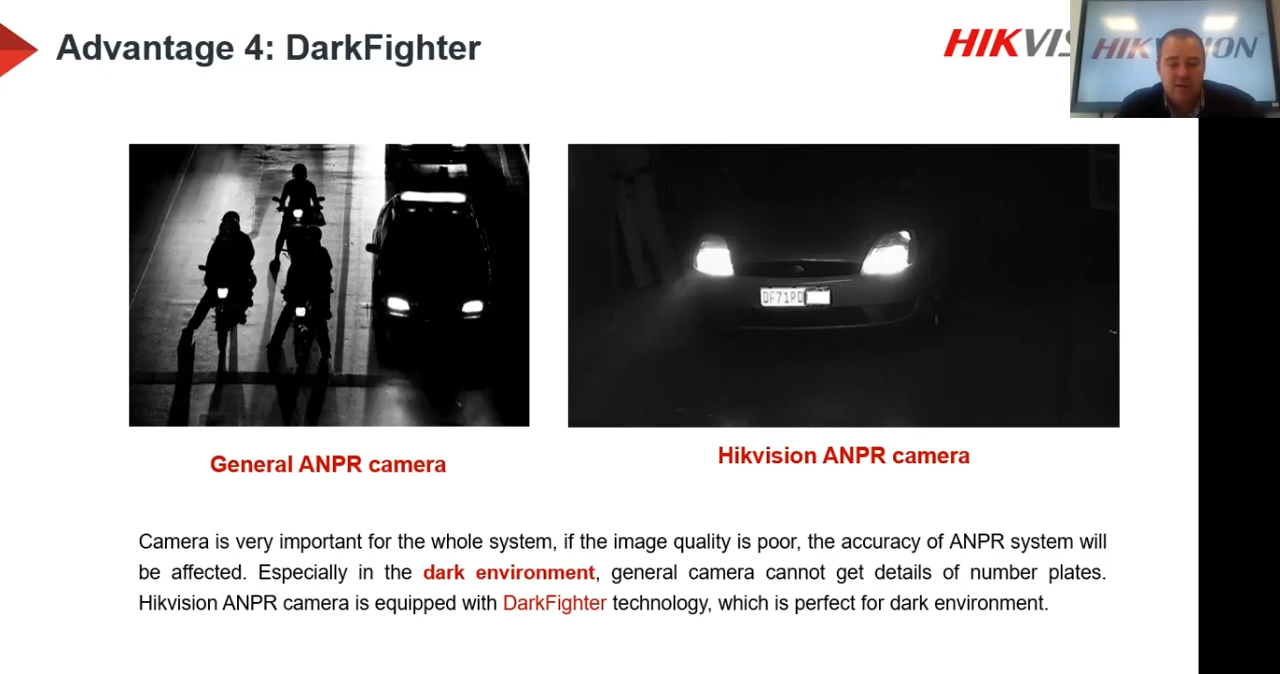 Advantage 4: DarkFighter
HIKVIS
HIKVISION
DF71PD
General ANPR camera
Hikvision ANPR camera
Camera is very important for the whole system, if the image quality is poor, the accuracy of ANPR system will
be affected. Especially in the dark environment, general camera cannot get details of number plates.
Hikvision ANPR camera is equipped with DarkFighter technology, which is perfect for dark environment.